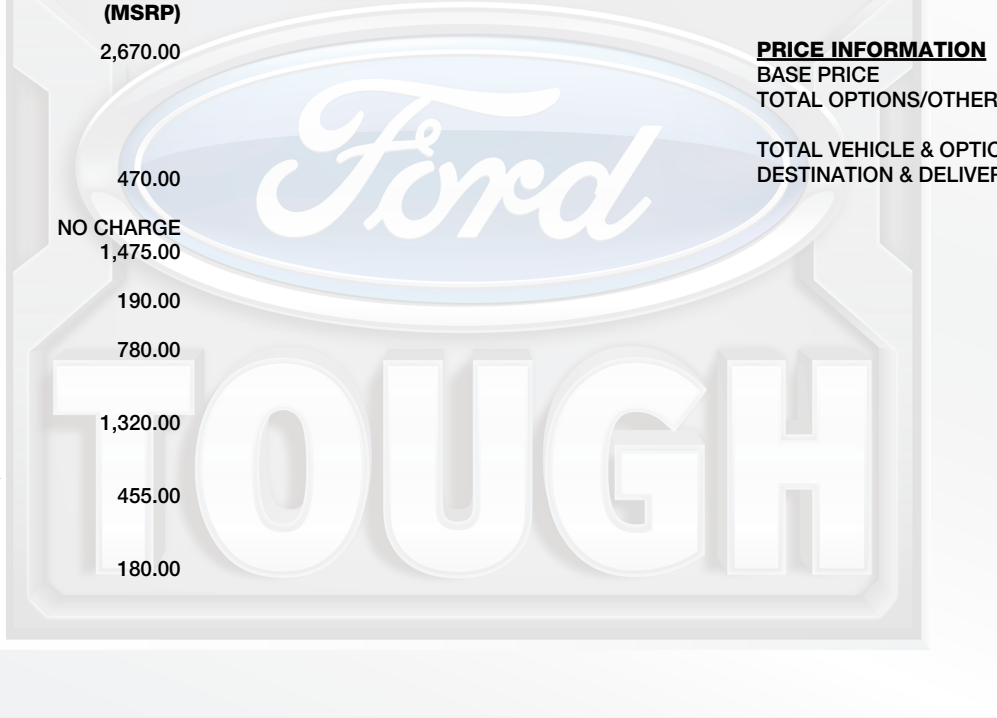 (MSRP)
2,670.00
470.00
NO CHARGE
1,475.00
190.00
780.00
1,320.00
455.00
180.00
PRICE INFORMATION
BASE PRICE
TOTAL OPTIONS/OTHER
TOTAL VEHICLE & OPTIO
DESTINATION & DELIVER
Ford
TOUGH